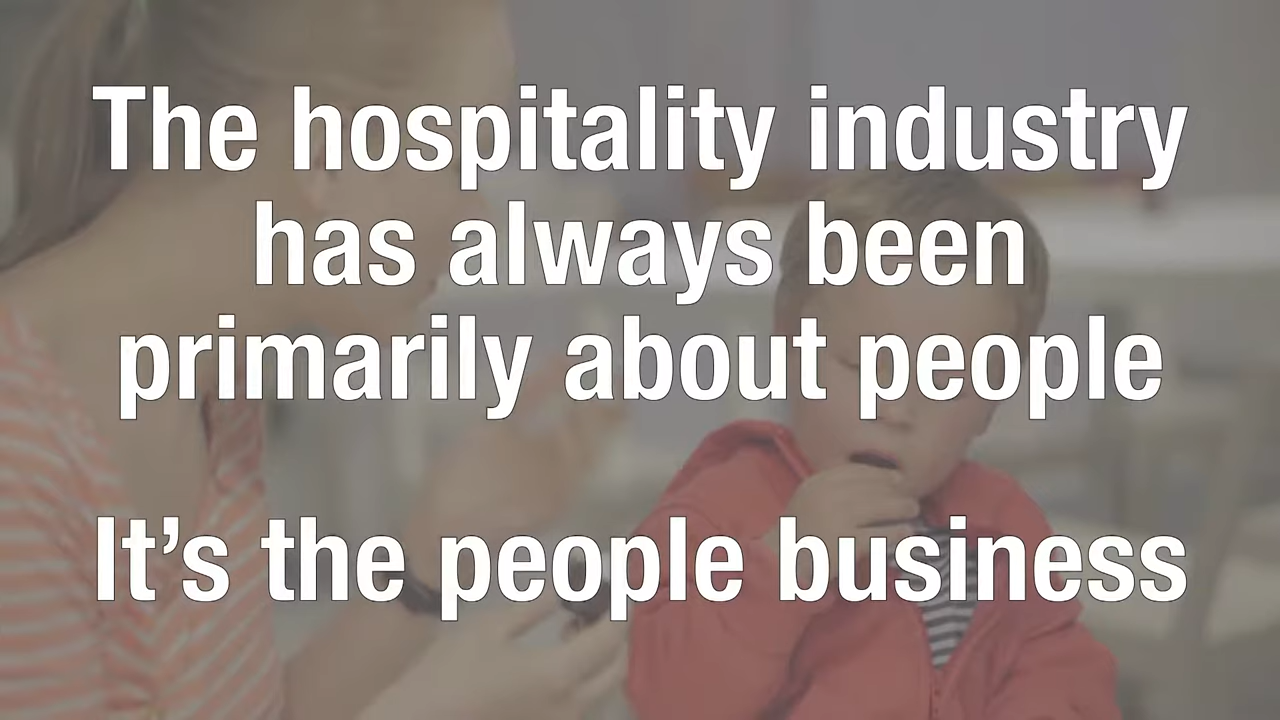 The hospitality industry
has always been
primarily about people
It’s the people business